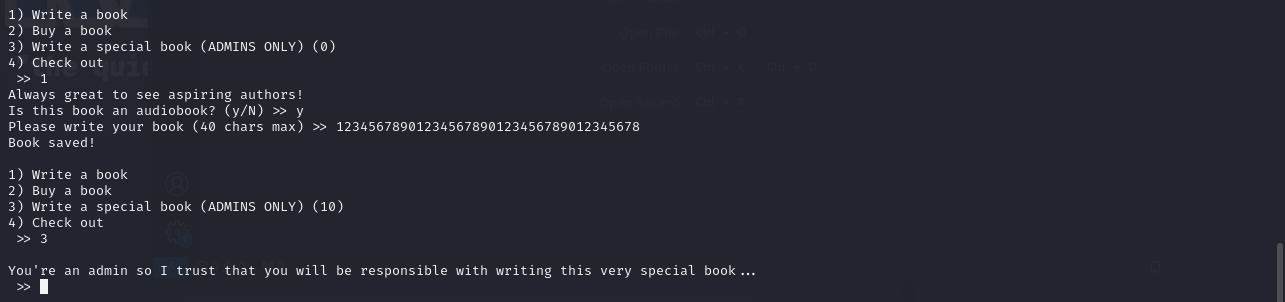 1) Write a book
2) Buy a book
3) Write a special book (ADMINS ONLY) (0)
4) Check out
>> 1
Always great to see aspiring authors!
Is this book an audiobook? (y/N) >> y
Please write your book (40 chars max) >> 12345678901234567890123456789012345678
Book saved!
1) Write a book
2) Buy a book
3) Write a special book (ADMINS ONLY) (10)
4) Check out
>> 3
You're an admin so I trust that you will be responsible with writing this very special book...
>>